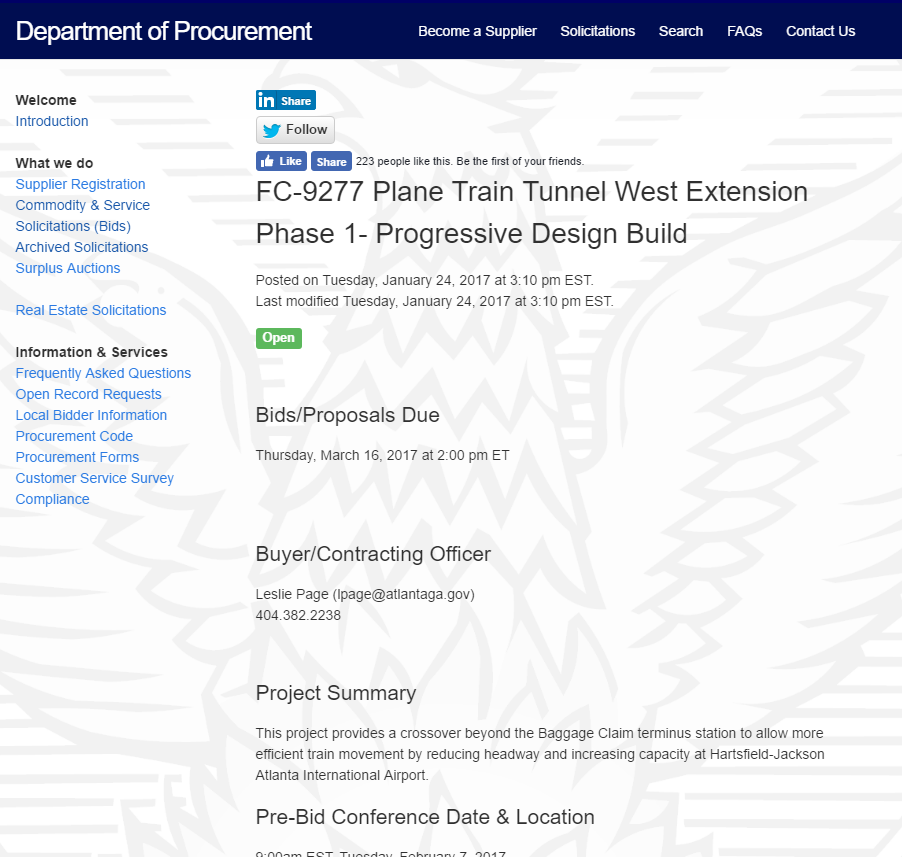 Department of Procurement
Become a Supplier Solicitations Search FAQs Contact Us
Welcome
Introduction
What we do
Supplier Registration
Commodity & Service
Solicitations (Bids)
Archived Solicitations
Surplus Auctions
Real Estate Solicitations
Information & Services
Frequently Asked Questions
Open Record Requests
Local Bidder Information
Procurement Code
Procurement Forms
Customer Service Survey
Compliance
in Share
Follow
Like Share 223 people like this. Be the first of your friends.
FC-9277 Plane Train Tunnel West Extension
Phase 1- Progressive Design Build
Posted on Tuesday, January 24, 2017 at 3:10 pm EST.
Last modified Tuesday, January 24, 2017 at 3:10 pm EST.
Open
Bids/Proposals Due
Thursday, March 16, 2017 at 2:00 pm ET
Buyer/Contracting Officer
Leslie Page (lpage@atlantaga.gov)
404.382.2238
Project Summary
This project provides a crossover beyond the Baggage Claim terminus station to allow more
efficient train movement by reducing headway and increasing capacity at Hartsfield-Jackson
Atlanta International Airport.
Pre-Bid Conference Date & Location
9:00am EST, Tuesday, February 7, 2017